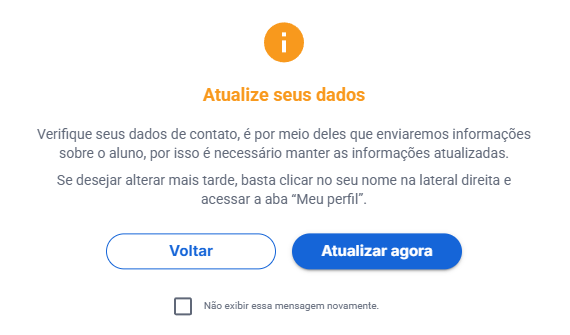 Atualize seus dados
Verifique seus dados de contato, é por meio deles que enviaremos informações
sobre o aluno, por isso é necessário manter as informações atualizadas.
Se desejar alterar mais tarde, basta clicar no seu nome na lateral direita e
acessar a aba “Meu perfil”.
Voltar
Atualizar agora
Não exibir essa mensagem novamente.